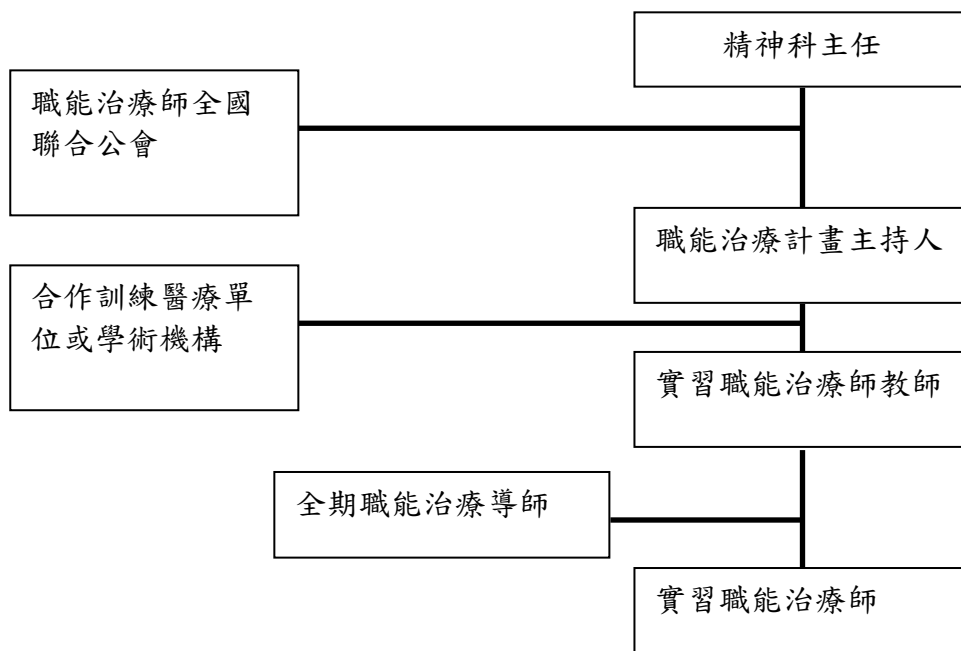 精神科主任
職能治療師全國
聯合公會
職能治療計畫主持人
合作訓練醫療單
位或學術機構
實習職能治療師教師
全期職能治療導師
實習職能治療師